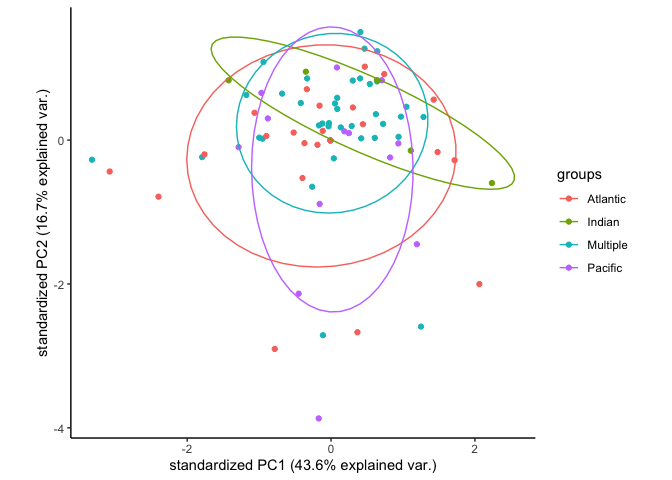 standardized PC2 (16.7% explained var.)
0
-2
-4
-2
0
2
standardized PC1 (43.6% explained var.)
groups
Atlantic
Indian
Multiple
Pacific